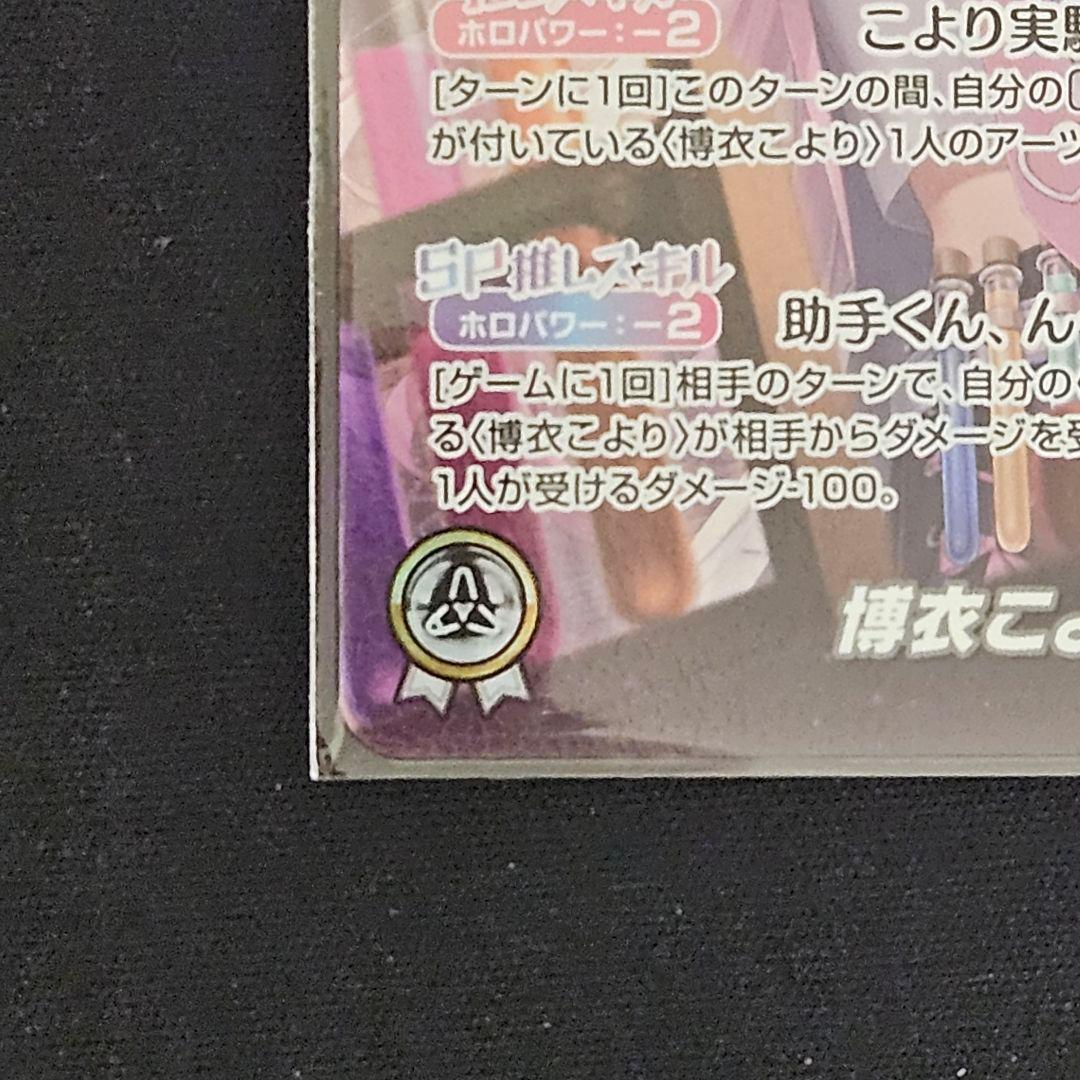 ホロパワー：－2
こより実験
[ターンに1回]このターンの間、自分の
が付いている〈博衣こより〉1人のアーツ
SP推しスキル
ホロパワー：－2
助手くん、ん
[ゲームに1回]相手のターンで、自分の
る〈博衣こより〉が相手からダメージを受
1人が受けるダメージ-100。
博衣こよ